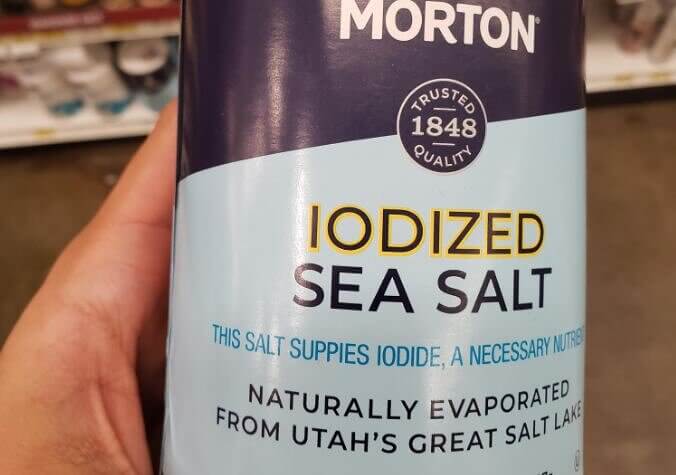 MORTON®
TRUSTED
1848
QUALITY
IODIZED
SEA SALT
THIS SALT SUPPIES IODIDE, A NECESSARY NUTRIEN
NATURALLY EVAPORATED
FROM UTAH'S GREAT SALT LAKE